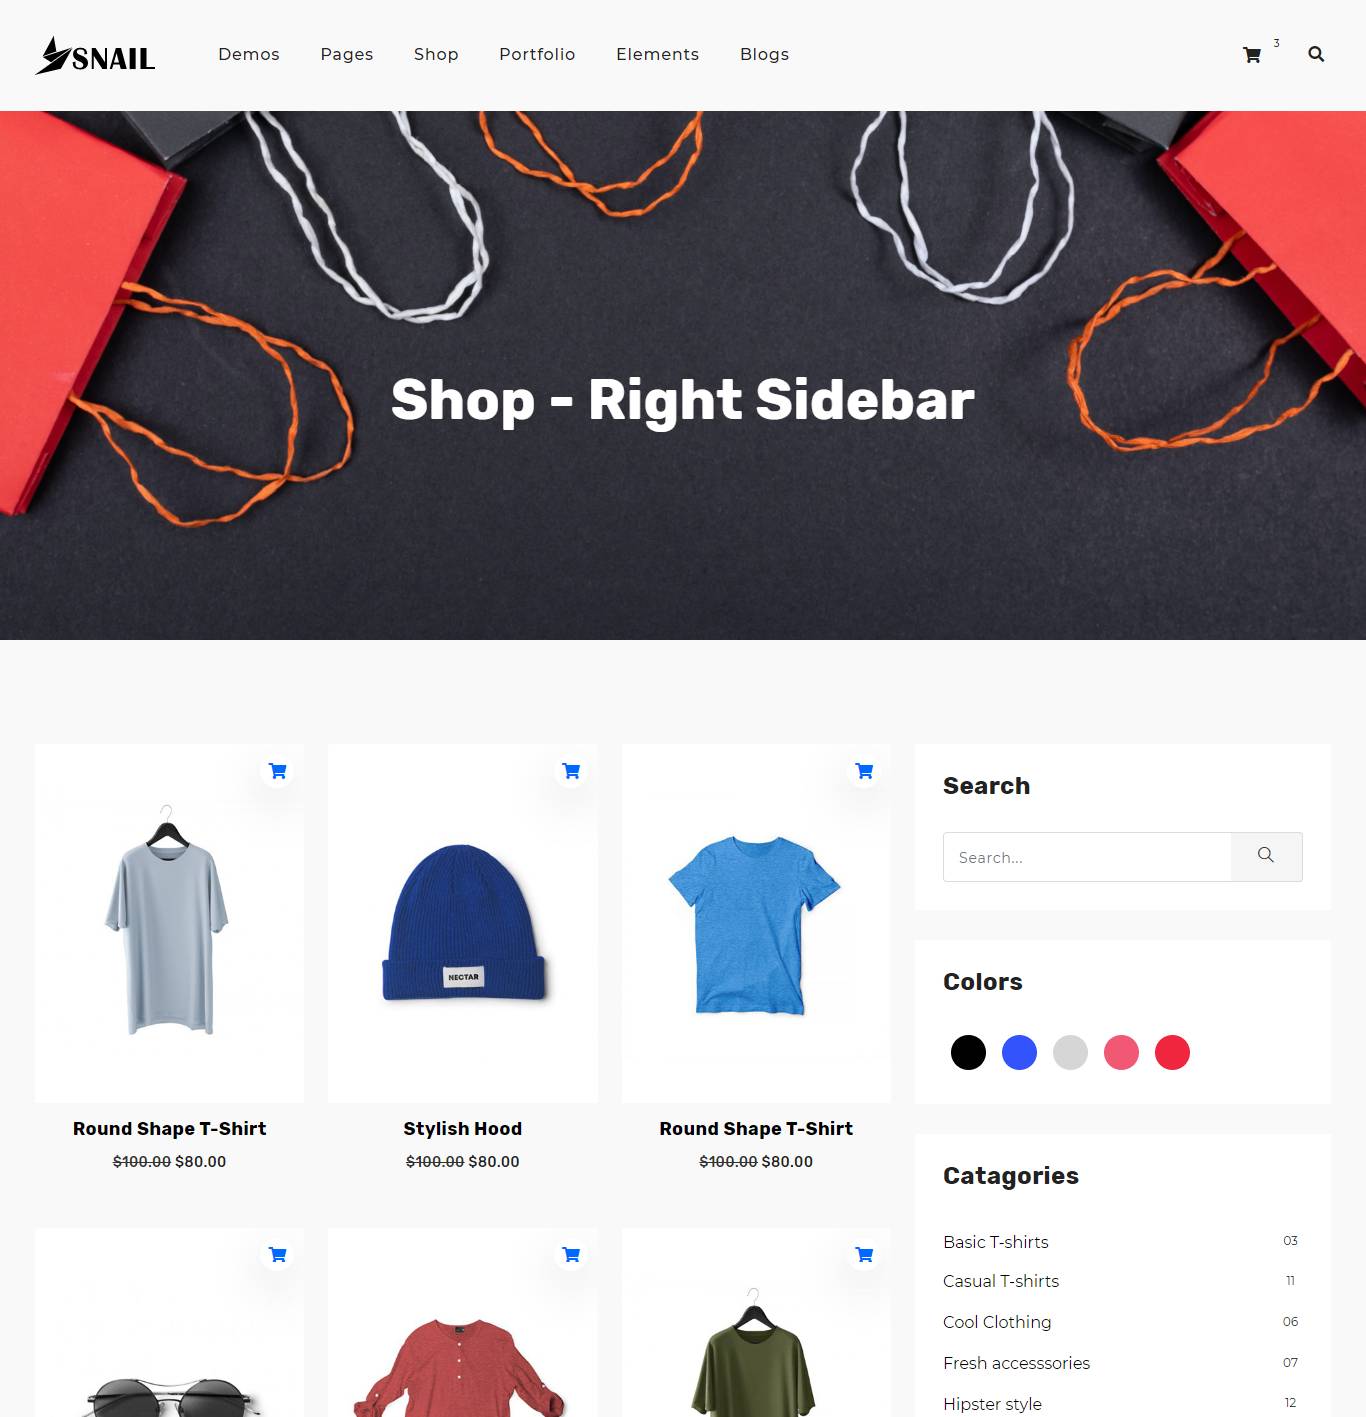 SNAIL
Demos Pages Shop Portfolio Elements Blogs 3
Shop - Right Sidebar
NECTAR
Round Shape T-Shirt
$100.00 $80.00
Stylish Hood
$100.00 $80.00
Round Shape T-Shirt
$100.00 $80.00
Search
Search...
Colors
Catagories
Basic T-shirts 03
Casual T-shirts 11
Cool Clothing 06
Fresh accesssories 07
Hipster style 12